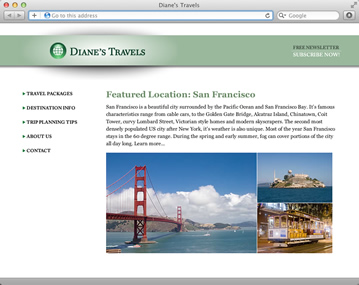 Diane's Travels
Go to this address
Google
DIANE'S TRAVELS
FREE NEWSLETTER
SUBSCRIBE NOW!
TRAVEL PACKAGES
DESTINATION INFO
TRIP PLANNING TIPS
ABOUT US
CONTACT
Featured Location: San Francisco
San Francisco is a beautiful city surrounded by the Pacific Ocean and San Francisco Bay. It's famous
characteristics range from cable cars, to the Golden Gate Bridge, Alcatraz Island, Chinatown, Coit
Tower, curvy Lombard Street, Victorian style homes and modern skyscrapers. The second most
densely populated US city after New York, it's weather is also unique. Most of the year San Francisco
stays in the 60 degree range. During the spring and early summer, fog can cover portions of the city
all day long. Learn more...